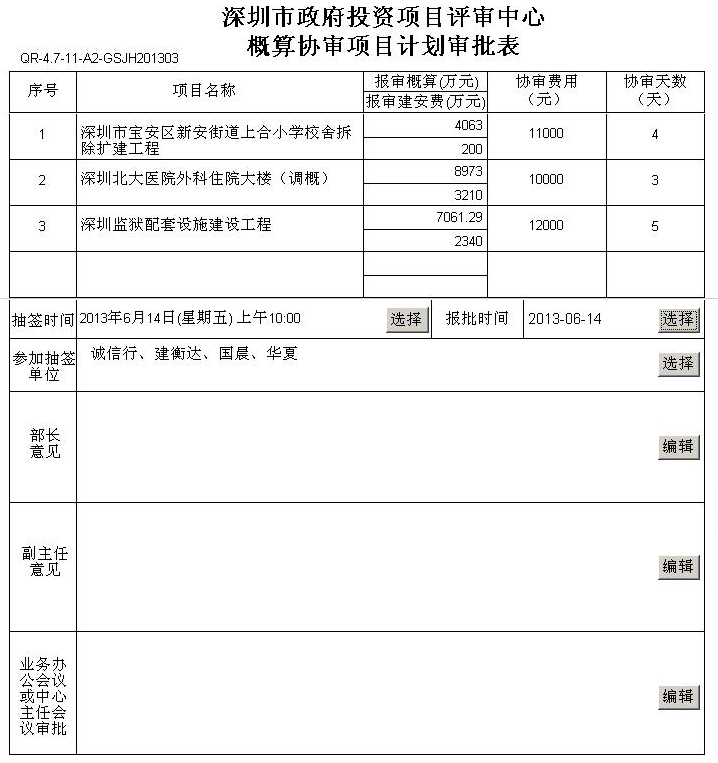 深圳市政府投资项目评审中心
概算协审项目计划审批表
QR-4.7-11-A2-GSJH201303
序号 项目名称 报审概算(万元) 报审建安费(万元) 协审费用(元) 协审天数(天)
1 深圳市宝安区新安街道上合小学校舍拆 4063 11000 4
除扩建工程 200
2 深圳北大医院外科住院大楼（调概） 8973 10000 3
3210
3 深圳监狱配套设施建设工程 7061.29 12000 5
2340
抽签时间 2013年6月14日(星期五) 上午10:00 选择 报批时间 2013-06-14 选择
参加抽签 诚信行、建衡达、国晨、华夏 选择
单位
部长
意见 编辑
副主任
意见 编辑
业务办
公会议
或中心 编辑
主任会
议审批